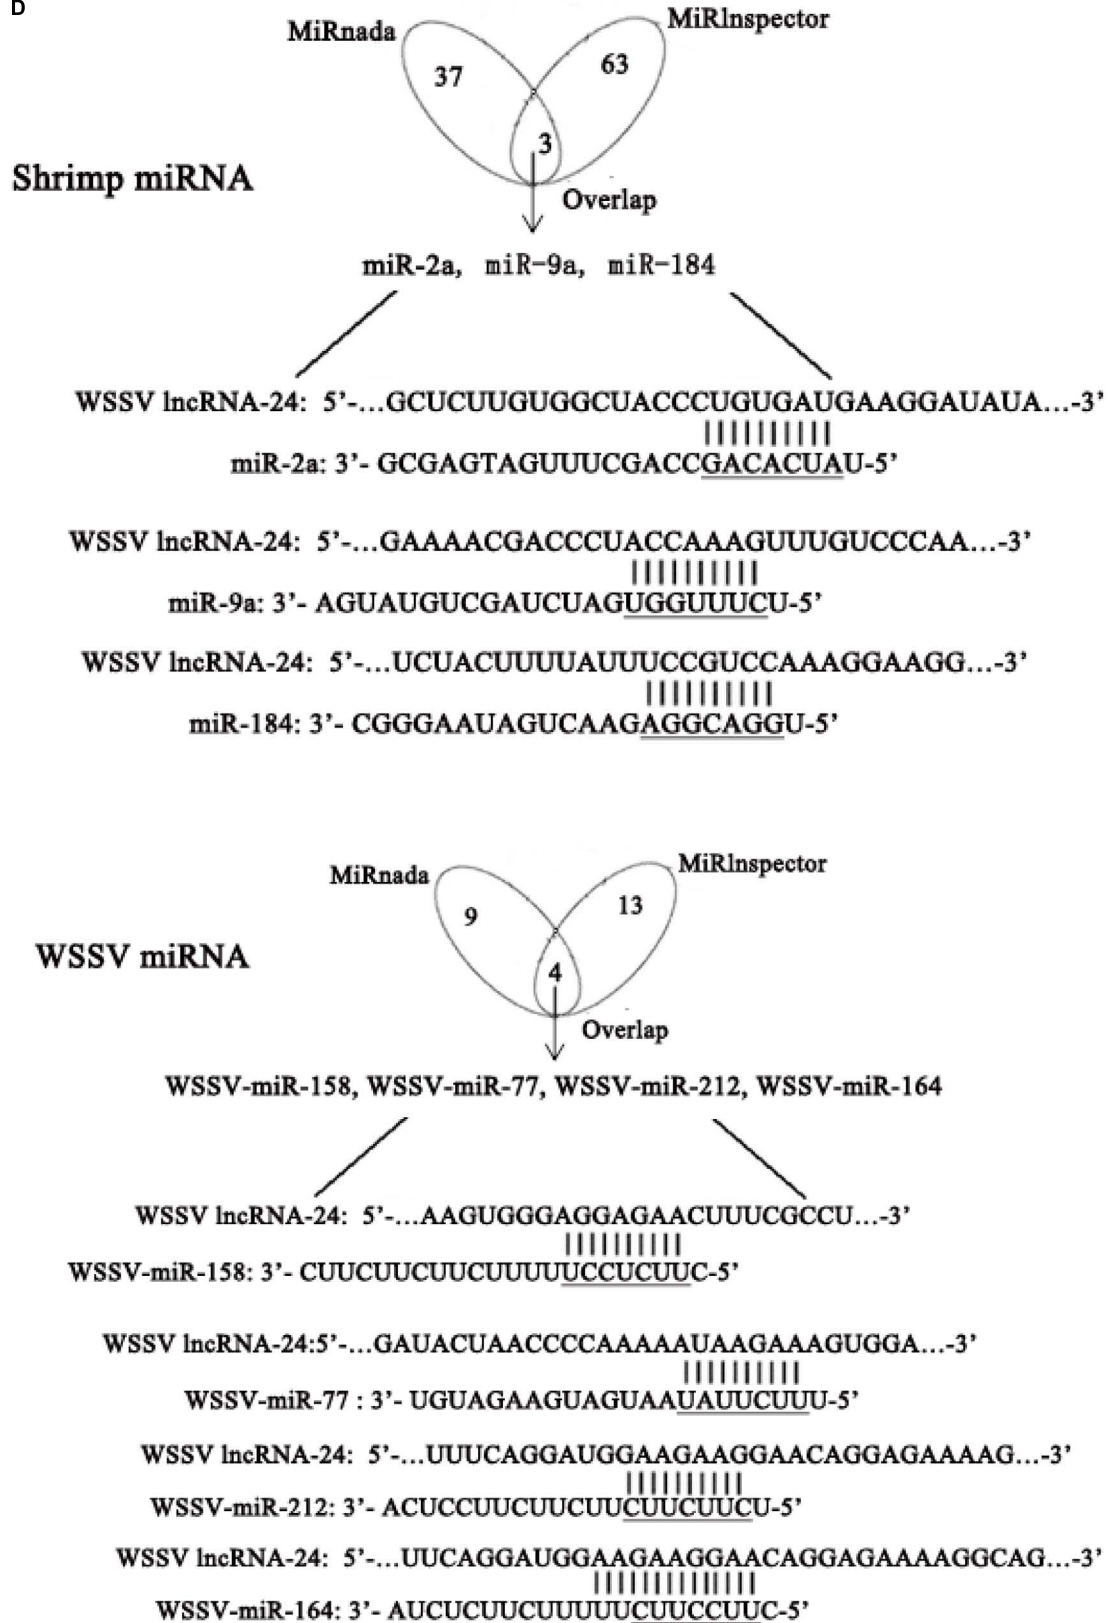 D
MiRnada
MiRlnspector
37
63
3
Shrimp miRNA
Overlap
miR-2a, miR-9a, miR-184
WSSV lncRNA-24: 5’-...GCUCUUGUGGCUACCCUGUGAUGAAGGAUAUA...-3’
||||||||||
miR-2a: 3’- GCGAGTAGUUUCGACCGACACUAU-5’
WSSV lncRNA-24: 5’-...GAAAACGACCCUACCAAAGUUUGUCCCAA...-3’
||||||||||
miR-9a: 3’- AGUAUGUCGAUCUAGUGGUUUCU-5’
WSSV lncRNA-24: 5’-...UCUACUUUUAUUUCCGUCCAAAGGAAGG...-3’
||||||||||
miR-184: 3’- CGGGAAUAGUCAAGAGGCAGGU-5’
MiRnada
MiRlnspector
9
13
4
WSSV miRNA
Overlap
WSSV-miR-158, WSSV-miR-77, WSSV-miR-212, WSSV-miR-164
WSSV lncRNA-24: 5’-...AAGUGGGAGGAGAACUUUCGCCU...-3’
||||||||||
WSSV-miR-158: 3’- CUUCUUCUUCUUUUUCCUCUUC-5’
WSSV lncRNA-24:5’-...GAUACUAACCCCAAAAAUAAGAAAGUGGA...-3’
||||||||||
WSSV-miR-77 : 3’- UGUAGAAGUAGUAAUAUUCUUU-5’
WSSV lncRNA-24: 5’-...UUUCAGGAUGGAAGAAGGAACAGGAGAAAAG...-3’
||||||||||
WSSV-miR-212: 3’- ACUCCUUCUUCUUCUUCUUCU-5’
WSSV lncRNA-24: 5’-...UUCAGGAUGGAAGAAGGAACAGGAGAAAAGGCAG...-3’
||||||||||||||
WSSV-miR-164: 3’- AUCUCUUCUUUUUCUUCCUUC-5’